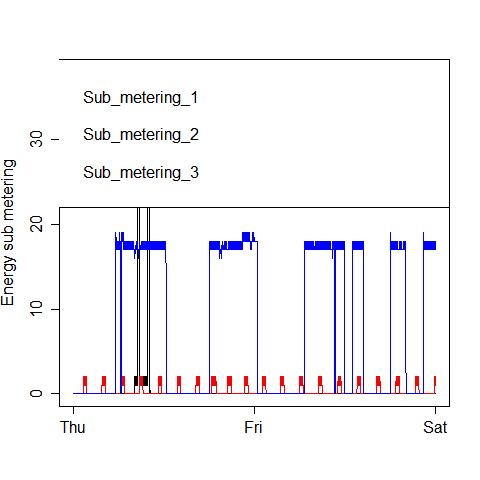 Sub_metering_1
Sub_metering_2
Sub_metering_3
Energy sub metering
30
20
10
0
Thu Fri Sat